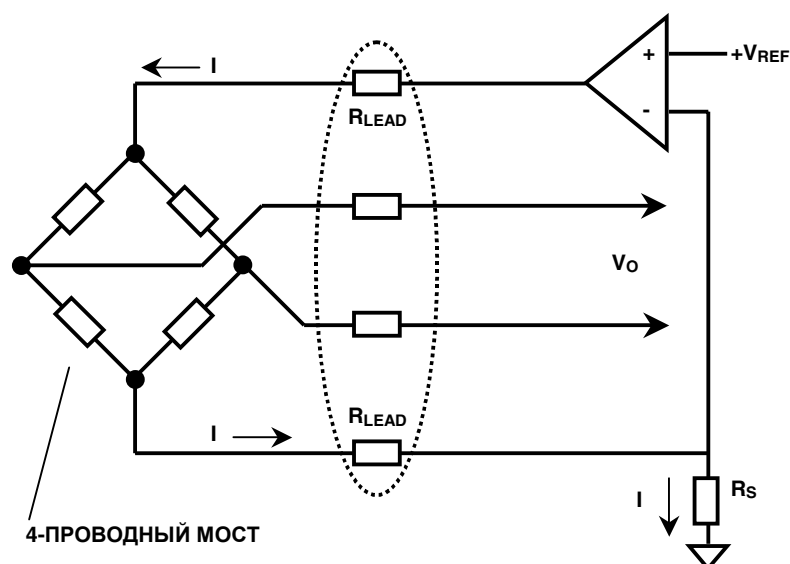 I
+
+VREF
RLEAD
-
VO
RLEAD
I
I
RS
4-ПРОВОДНЫЙ МОСТ